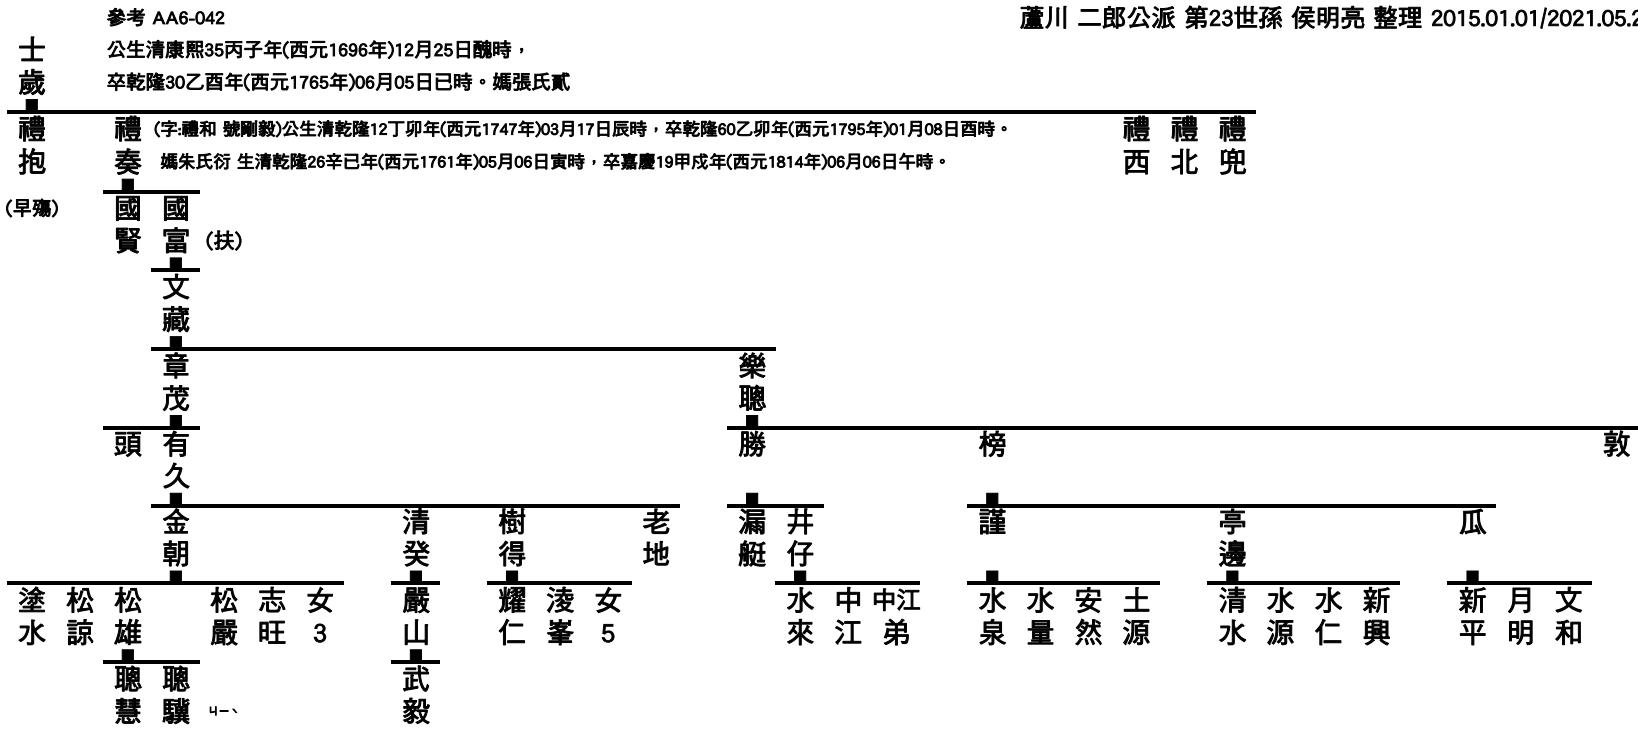 參考 AA6-042
蘆川 二郎公派 第23世孫 侯明亮 整理 2015.01.01/2021.05.2
士歲
公生清康熙35丙子年(西元1696年)12月25日醜時，
卒乾隆30乙酉年(西元1765年)06月05日已時。媽張氏貳
禮抱
(早殤)
禮奏
(字:禮和 號剛毅)公生清乾隆12丁卯年(西元1747年)03月17日辰時，卒乾隆60乙卯年(西元1795年)01月08日酉時。
媽朱氏衍 生清乾隆26辛已年(西元1761年)05月06日寅時，卒嘉慶19甲戍年(西元1814年)06月06日午時。
禮西
禮北
禮兜
國賢
國富
(扶)
文藏
章茂
樂聰
頭
有久
勝
榜
敦
金朝
清癸
樹得
老地
漏艇
井仔
謹
亭邊
瓜
塗水
松諒
松雄
松嚴
志旺
女3
嚴山
耀仁
淩峯
女5
水來
中江
中江弟
水泉
水量
安然
土源
清水
水源
水仁
新興
新平
月明
文和
聰慧
聰驥
ㄐㄧˋ
武毅